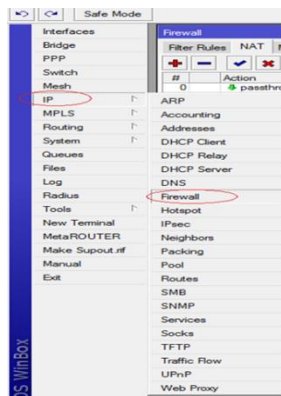 Safe Mode
Interfaces
Bridge
PPP
Switch
Mesh
IP
MPLS
Routing
System
Queues
Files
Log
Radius
Tools
New Terminal
MetaROUTER
Make Supout.rif
Manual
Exit
Firewall
Filter Rules NAT
# Action
0 passthr
ARP
Accounting
Addresses
DHCP Client
DHCP Relay
DHCP Server
DNS
Firewall
Hotspot
IPsec
Neighbors
Packing
Pool
Routes
SMB
SNMP
Services
Socks
TFTP
Traffic Flow
UPnP
Web Proxy
OS WinBox